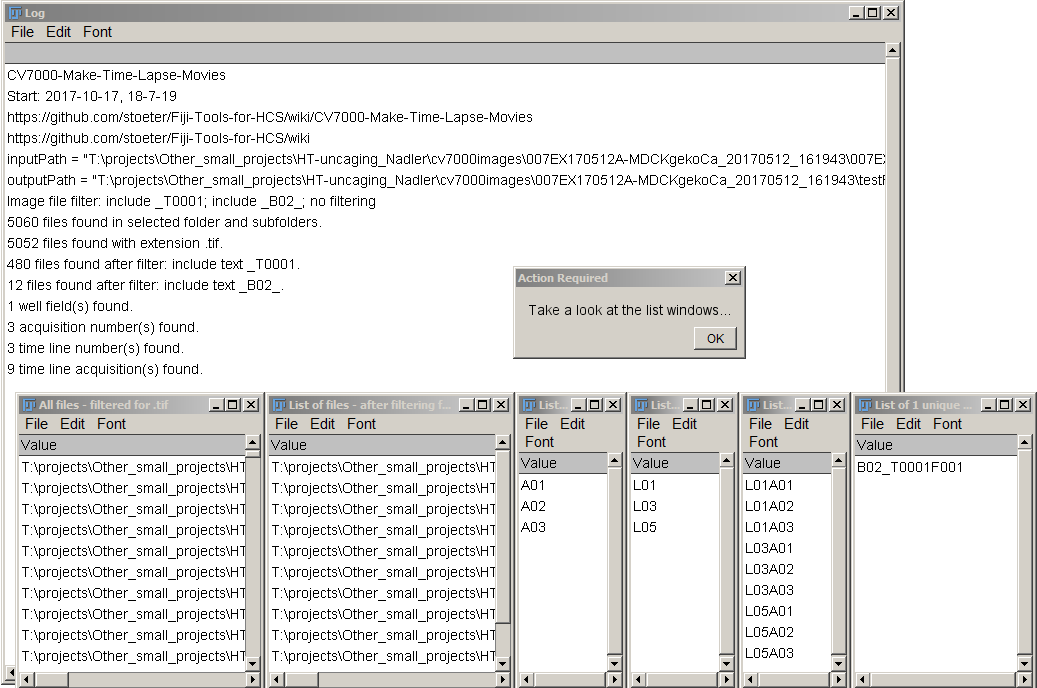 Log
File Edit Font
CV7000-Make-Time-Lapse-Movies
Start: 2017-10-17, 18-7-19
https://github.com/stoeter/Fiji-Tools-for-HCS/wiki/CV7000-Make-Time-Lapse-Movies
https://github.com/stoeter/Fiji-Tools-for-HCS/wiki
inputPath = "T:\projects\Other_small_projects\HT-uncaging_Nadler\cv7000images\007EX170512A-MDCKgekoCa_20170512_161943\007E
outputPath = "T:\projects\Other_small_projects\HT-uncaging_Nadler\cv7000images\007EX170512A-MDCKgekoCa_20170512_161943\test
Image file filter: include _T0001; include _B02_; no filtering
5060 files found in selected folder and subfolders.
5052 files found with extension .tif.
480 files found after filter: include text _T0001.
12 files found after filter: include text _B02_.
1 well field(s) found.
3 acquisition number(s) found.
3 time line number(s) found.
9 time line acquisition(s) found.
Action Required
Take a look at the list windows...
OK
All files - filtered for .tif
File Edit Font
Value
T:\projects\Other_small_projects\HT
T:\projects\Other_small_projects\HT
T:\projects\Other_small_projects\HT
T:\projects\Other_small_projects\HT
T:\projects\Other_small_projects\HT
T:\projects\Other_small_projects\HT
T:\projects\Other_small_projects\HT
T:\projects\Other_small_projects\HT
T:\projects\Other_small_projects\HT
T:\projects\Other_small_projects\HT
List of files - after filtering f...
File Edit Font
Value
T:\projects\Other_small_projects\HT
T:\projects\Other_small_projects\HT
T:\projects\Other_small_projects\HT
T:\projects\Other_small_projects\HT
T:\projects\Other_small_projects\HT
T:\projects\Other_small_projects\HT
T:\projects\Other_small_projects\HT
T:\projects\Other_small_projects\HT
T:\projects\Other_small_projects\HT
T:\projects\Other_small_projects\HT
List...
File Edit
Font
Value
A01
A02
A03
List...
File Edit
Font
Value
L01
L03
L05
List...
File Edit
Font
Value
L01A01
L01A02
L01A03
L03A01
L03A02
L03A03
L05A01
L05A02
L05A03
List of 1 unique ...
File Edit Font
Value
B02_T0001F001